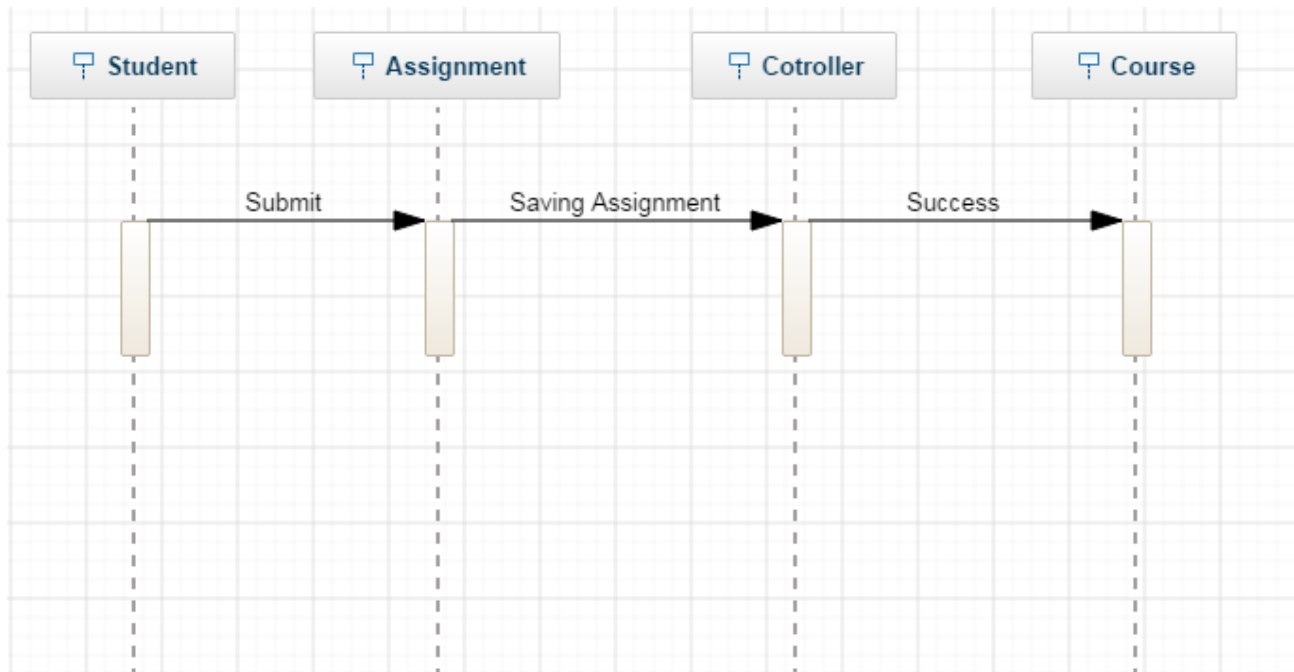 Student
Assignment
Cotroller
Course
Submit
Saving Assignment
Success